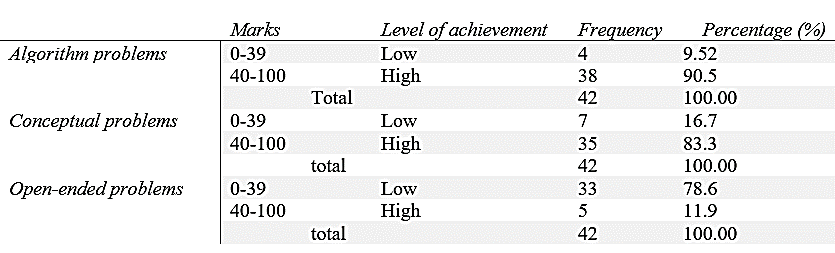 Marks Level of achievement Frequency Percentage (%)
Algorithm problems 0-39 Low 4 9.52
40-100 High 38 90.5
Total 42 100.00
Conceptual problems 0-39 Low 7 16.7
40-100 High 35 83.3
total 42 100.00
Open-ended problems 0-39 Low 33 78.6
40-100 High 5 11.9
total 42 100.00